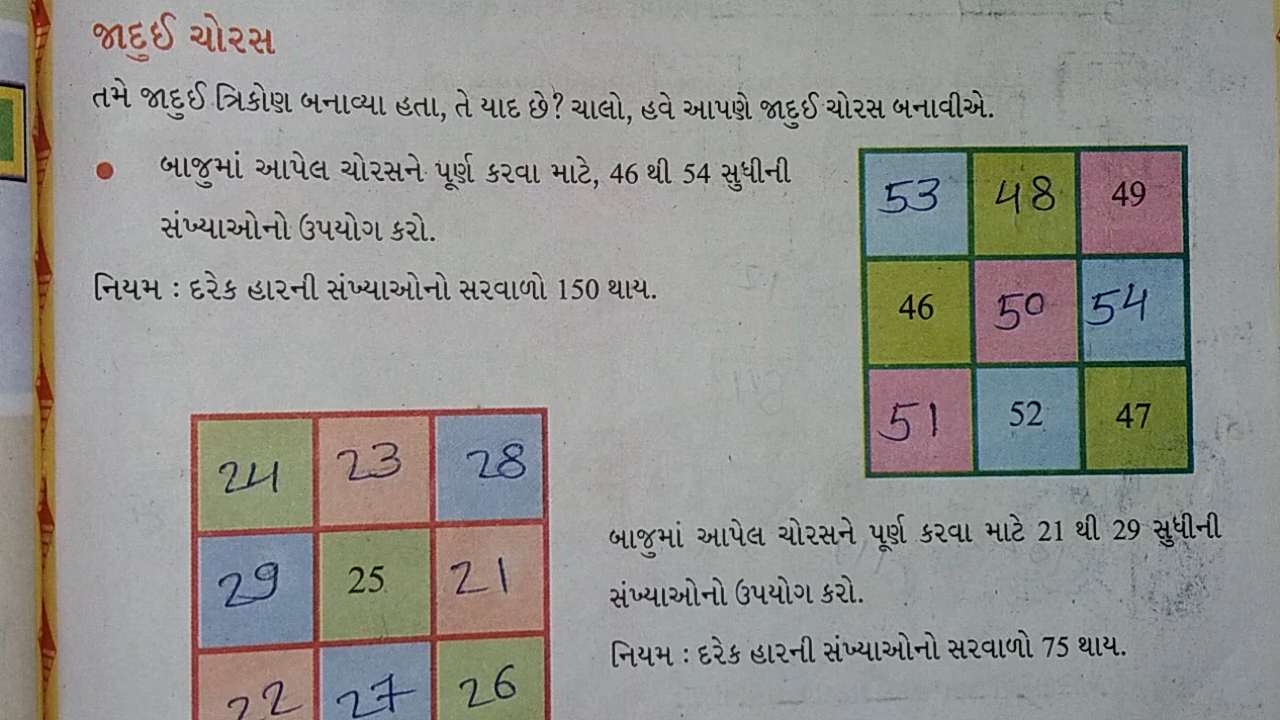 જાદુઈ ચોરસ
તમે જાદુઈ ત્રિકોણ બનાવ્યા હતા, તે યાદ છે? ચાલો, હવે આપણે જાદુઈ ચોરસ બનાવીએ.
• બાજુમાં આપેલ ચોરસને પૂર્ણ કરવા માટે, 46 થી 54 સુધીની
સંખ્યાઓનો ઉપયોગ કરો.
નિયમ : દરેક હારની સંખ્યાઓનો સરવાળો 150 થાય.
53 48 49
46 50 54
51 52 47
24 23 28
29 25 21
22 27 26
બાજુમાં આપેલ ચોરસને પૂર્ણ કરવા માટે 21 થી 29 સુધીની
સંખ્યાઓનો ઉપયોગ કરો.
નિયમ : દરેક હારની સંખ્યાઓનો સરવાળો 75 થાય.